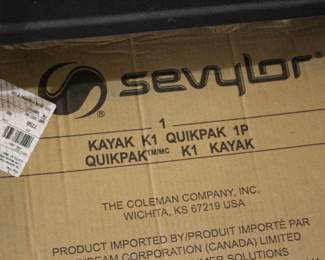 sevylor®
1
KAYAK K1 QUIKPAK 1P
QUIKPAK™/MC K1 KAYAK
THE COLEMAN COMPANY, INC.
WICHITA, KS 67219 USA
PRODUCT IMPORTED BY/PRODUIT IMPORTÉ PAR
SUNBEAM CORPORATION (CANADA) LIMITED